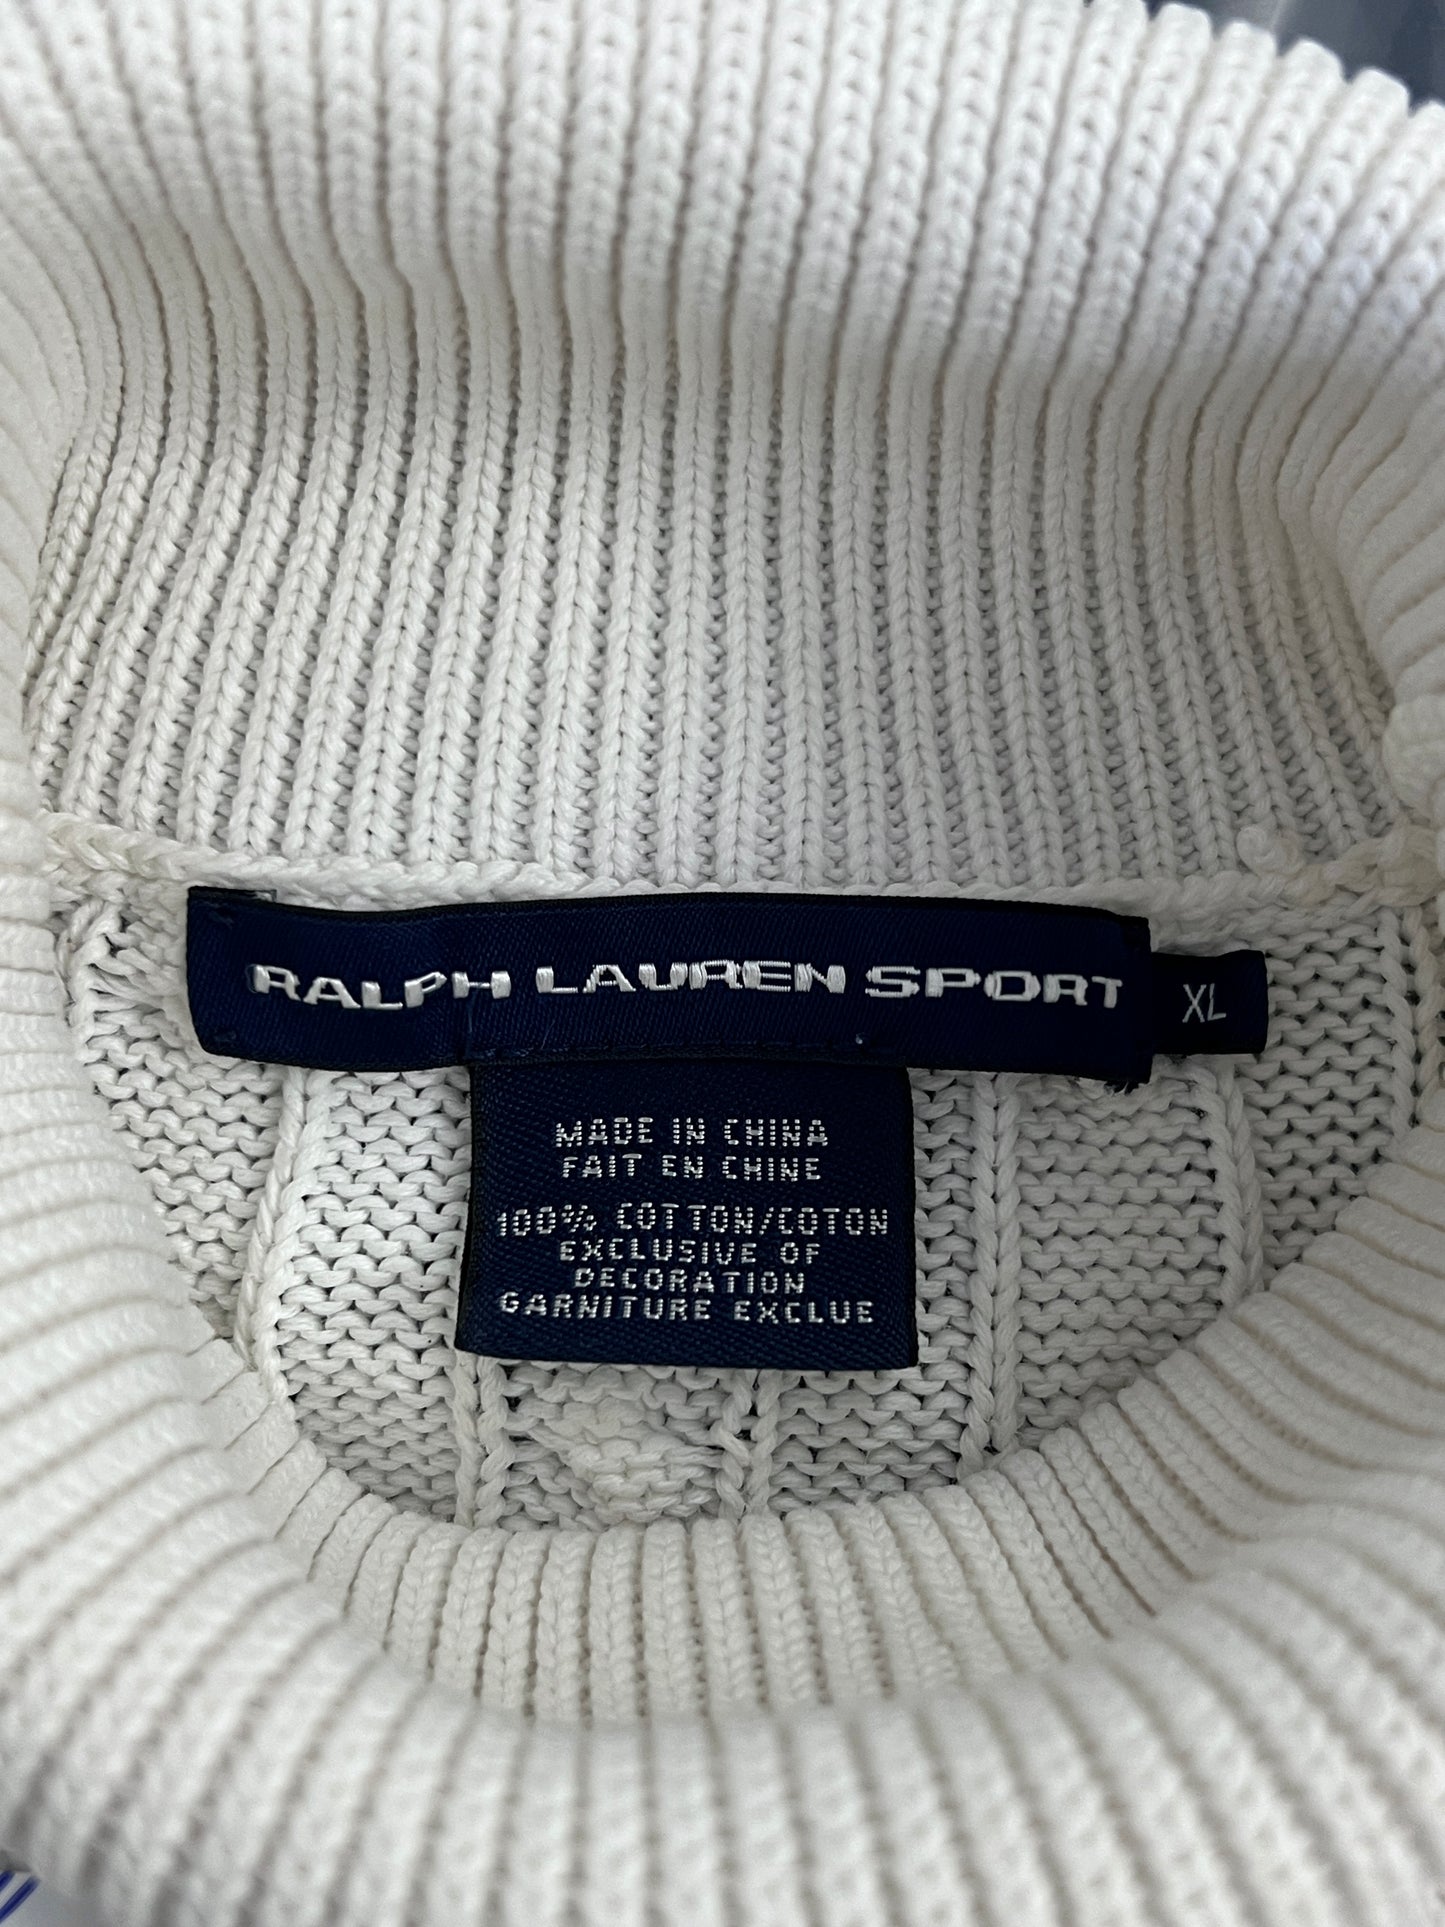 RALPH LAUREN SPORT
XL
MADE IN CHINA
FAIT EN CHINE
100% COTTON/COTON
EXCLUSIVE OF
DECORATION
GARNITURE EXCLUE